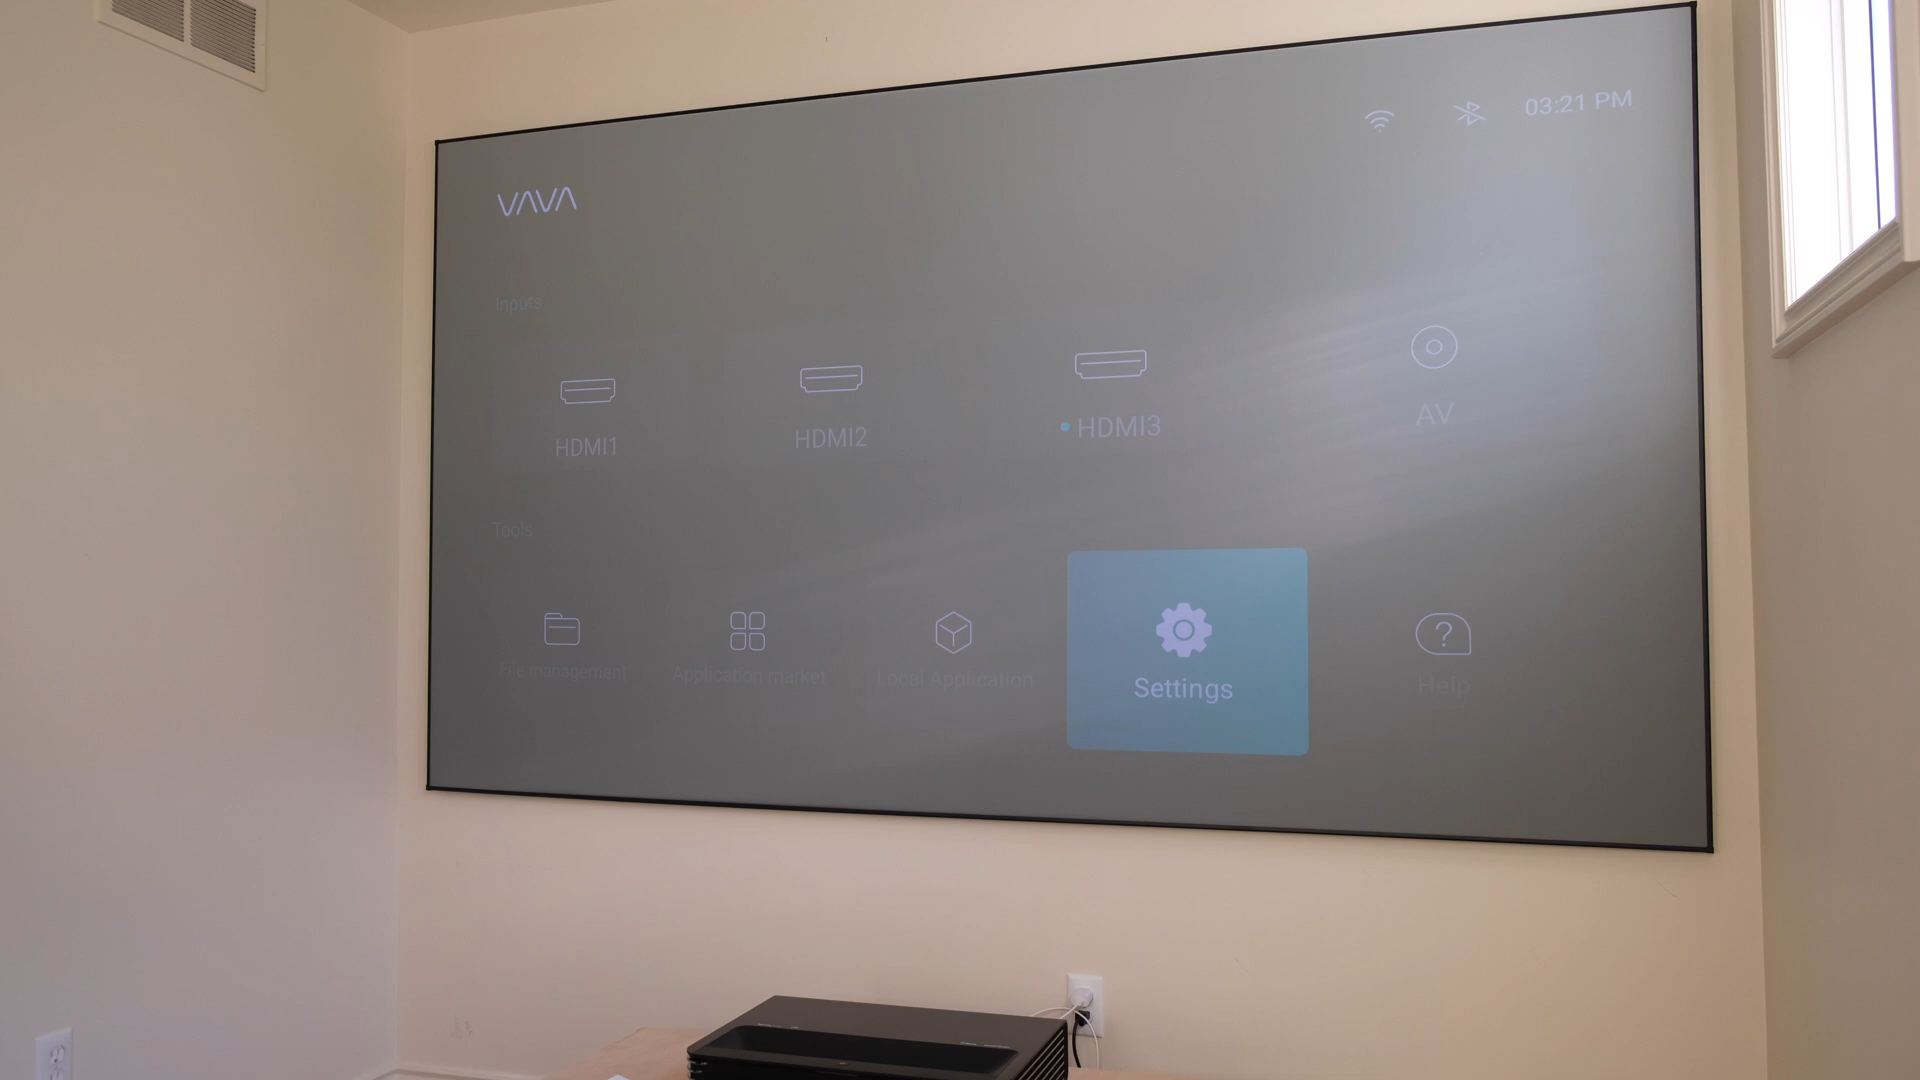 03:21 PM
VAVA
Inputs
HDMI1
HDMI2
HDMI3
AV
Tools
File management
Application market
Local Application
Settings
Help